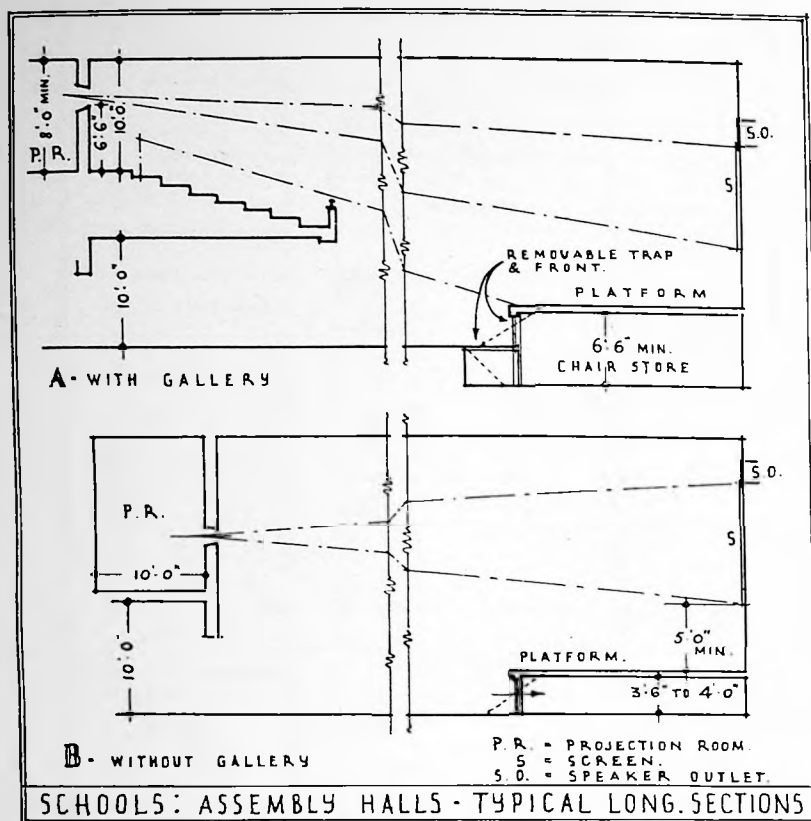 8'0" MIN.
6'6"
10'0.
P.R.
S.O.
S
REMOVABLE TRAP
& FRONT.
PLATFORM
10'0"
6'6" MIN.
CHAIR STORE
A - WITH GALLERY
S.O.
P.R.
S
10'0"
10'0"
5'0"
MIN.
PLATFORM.
3'6" TO 4'0"
B - WITHOUT GALLERY
P.R. = PROJECTION ROOM.
S = SCREEN.
S.O. = SPEAKER OUTLET.
SCHOOLS: ASSEMBLY HALLS - TYPICAL LONG. SECTIONS